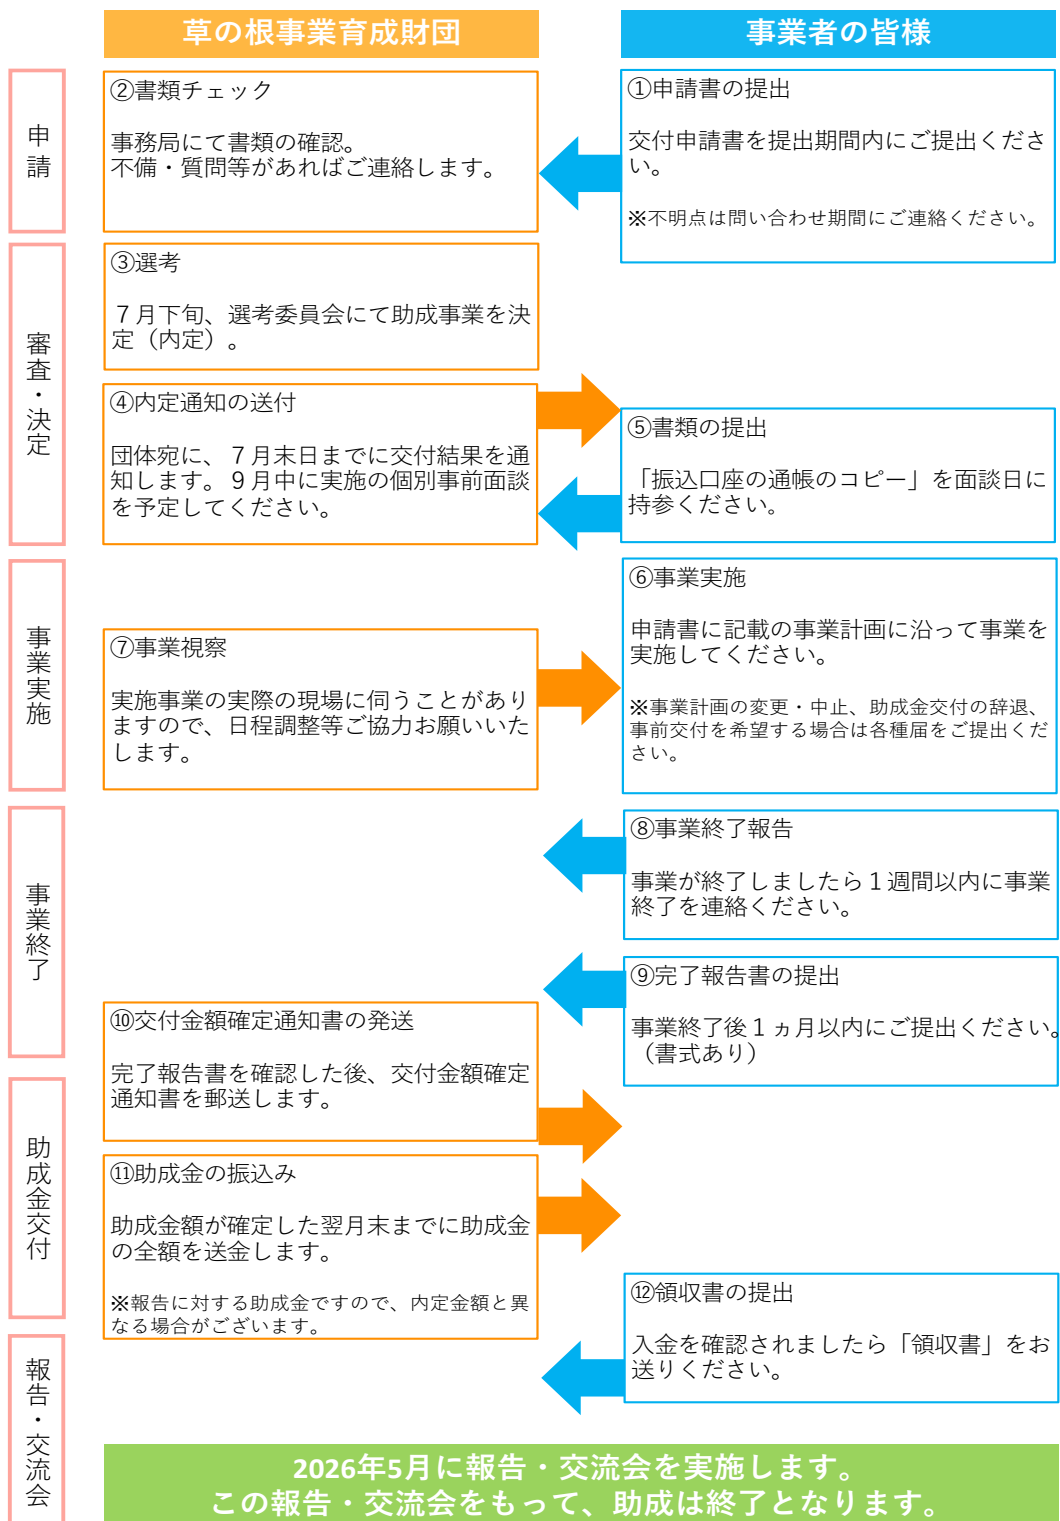 草の根事業育成財団
事業者の皆様
申請
②書類チェック
事務局にて書類の確認。
不備・質問等があればご連絡します。
①申請書の提出
交付申請書を提出期間内にご提出くださ
い。
※不明点は問い合わせ期間にご連絡ください。
審査・決定
③選考
７月下旬、選考委員会にて助成事業を決
定（内定）。
④内定通知の送付
団体宛に、７月末日までに交付結果を通
知します。９月中に実施の個別事前面談
を予定してください。
⑤書類の提出
「振込口座の通帳のコピー」を面談日に
持参ください。
事業実施
⑥事業実施
申請書に記載の事業計画に沿って事業を
実施してください。
※事業計画の変更・中止、助成金交付の辞退、
事前交付を希望する場合は各種届をご提出くだ
さい。
⑦事業視察
実施事業の実際の現場に伺うことがあり
ますので、日程調整等ご協力お願いいた
します。
事業終了
⑧事業終了報告
事業が終了しましたら１週間以内に事業
終了を連絡ください。
⑨完了報告書の提出
事業終了後１ヵ月以内にご提出ください。
（書式あり）
⑩交付金額確定通知書の発送
完了報告書を確認した後、交付金額確定
通知書を郵送します。
助成金交付
⑪助成金の振込み
助成金額が確定した翌月末までに助成金
の全額を送金します。
※報告に対する助成金ですので、内定金額と異
なる場合がございます。
⑫領収書の提出
入金を確認されましたら「領収書」をお
送りください。
報告・交流会
2026年5月に報告・交流会を実施します。
この報告・交流会をもって、助成は終了となります。